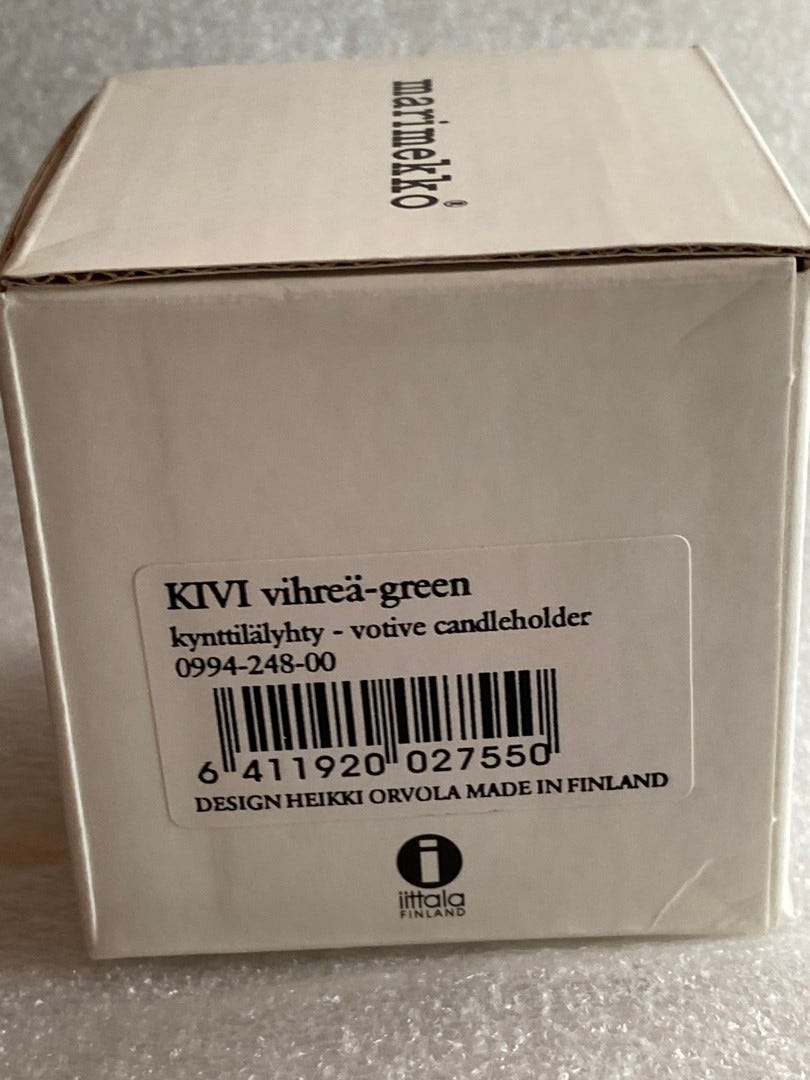 marimekko®
KIVI vihreä-green
kynttilälyhty - votive candleholder
0994-248-00
6 411920 027550
DESIGN HEIKKI ORVOLA MADE IN FINLAND
i
iittala
FINLAND